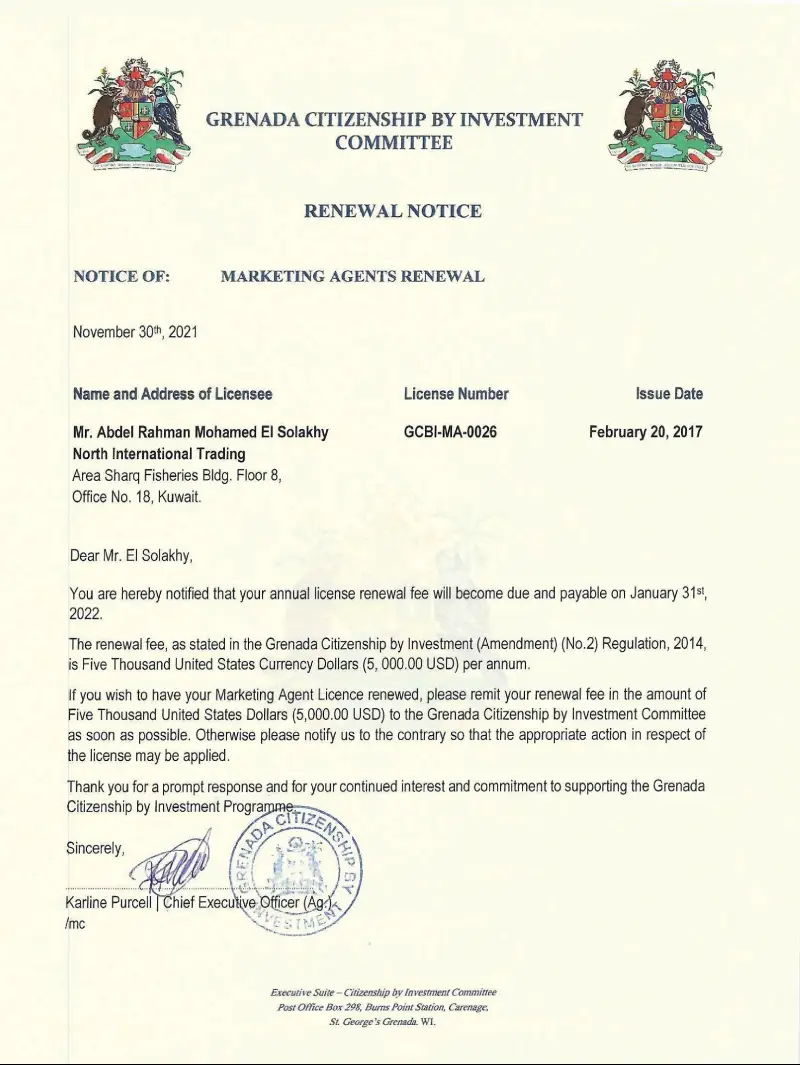 GRENADA CITIZENSHIP BY INVESTMENT
COMMITTEE
RENEWAL NOTICE
NOTICE OF: MARKETING AGENTS RENEWAL
November 30th, 2021
Name and Address of Licensee License Number Issue Date
Mr. Abdel Rahman Mohamed El Solakhy GCBI-MA-0026 February 20, 2017
North International Trading
Area Sharq Fisheries Bldg. Floor 8,
Office No. 18, Kuwait.
Dear Mr. El Solakhy,
You are hereby notified that your annual license renewal fee will become due and payable on January 31st,
2022.
The renewal fee, as stated in the Grenada Citizenship by Investment (Amendment) (No.2) Regulation, 2014,
is Five Thousand United States Currency Dollars (5, 000.00 USD) per annum.
If you wish to have your Marketing Agent Licence renewed, please remit your renewal fee in the amount of
Five Thousand United States Dollars (5,000.00 USD) to the Grenada Citizenship by Investment Committee
as soon as possible. Otherwise please notify us to the contrary so that the appropriate action in respect of
the license may be applied.
Thank you for a prompt response and for your continued interest and commitment to supporting the Grenada
Citizenship by Investment Programme.
Sincerely,
GRENADA CITIZENSHIP BY
INVESTMENT
Karline Purcell | Chief Executive Officer (Ag.)
/mc
Executive Suite – Citizenship by Investment Committee
Post Office Box 298, Burns Point Station, Carenage,
St. George's Grenada. WI.